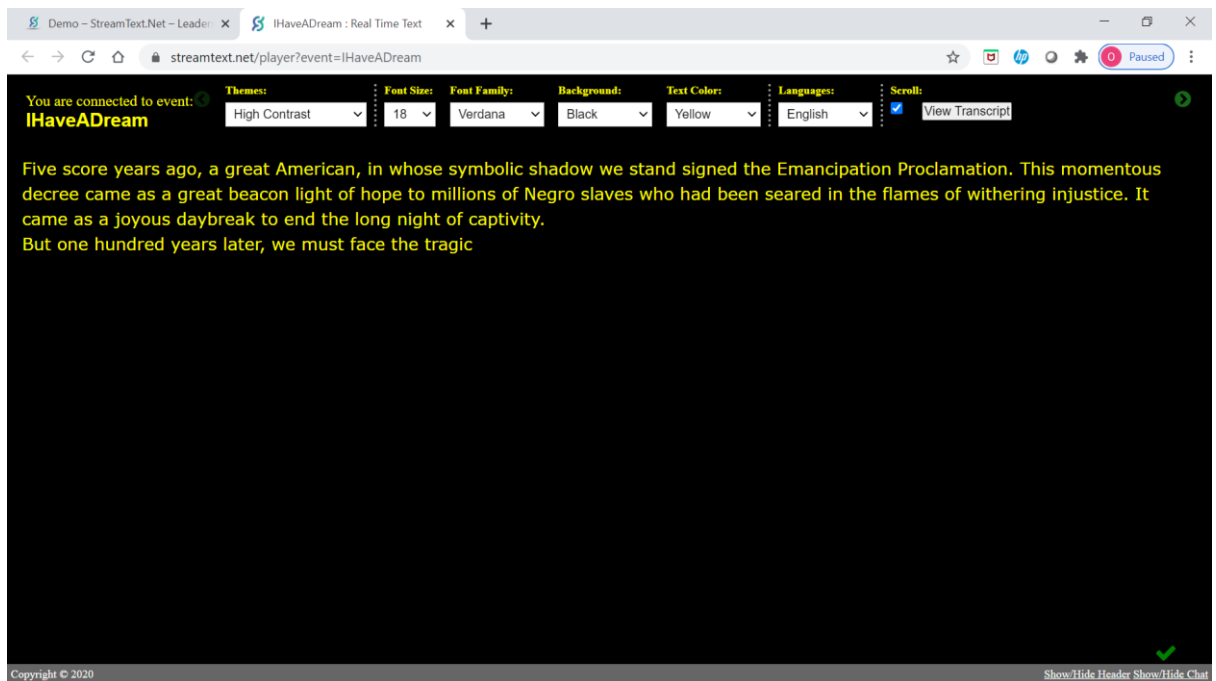 Demo – StreamText.Net – Leader
IHaveADream : Real Time Text
streamtext.net/player?event=IHaveADream
Paused
You are connected to event:
IHaveADream
Themes:
High Contrast
Font Size:
18
Font Family:
Verdana
Background:
Black
Text Color:
Yellow
Languages:
English
Scroll:
View Transcript
Five score years ago, a great American, in whose symbolic shadow we stand signed the Emancipation Proclamation. This momentous
decree came as a great beacon light of hope to millions of Negro slaves who had been seared in the flames of withering injustice. It
came as a joyous daybreak to end the long night of captivity.
But one hundred years later, we must face the tragic
Copyright © 2020
Show/Hide Header Show/Hide Chat